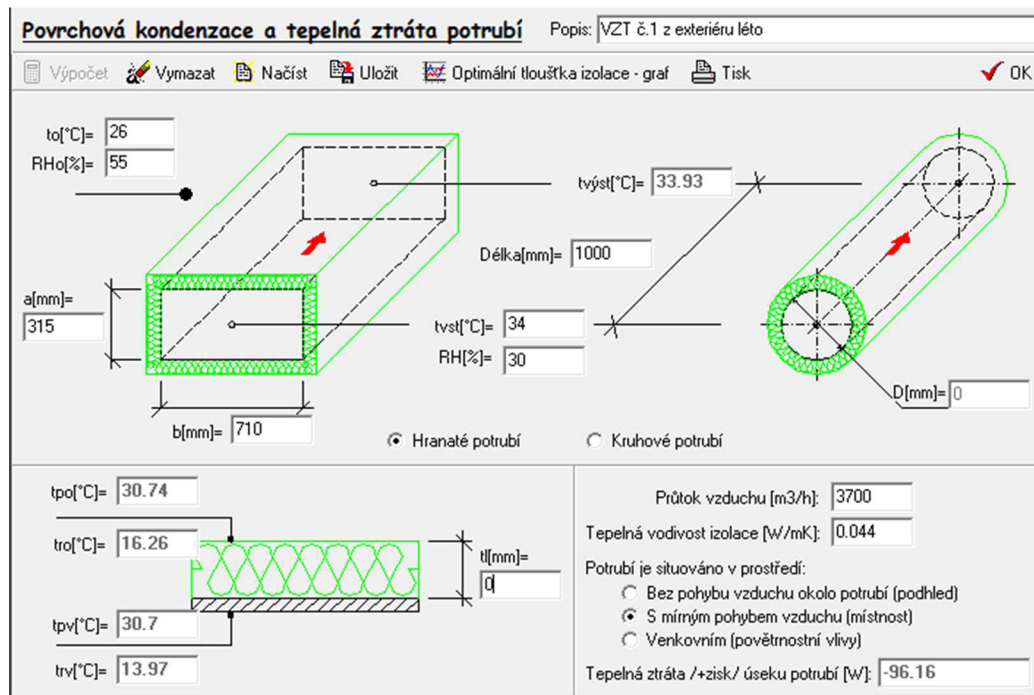 Povrchová kondenzace a tepelná ztráta potrubí Popis: VZT č.1 z exteriéru léto
Výpočet Vymazat Načíst Uložit Optimální tloušťka izolace - graf Tisk OK
to[°C]= 26
RHo[%]= 55
tvýst[°C]= 33.93
Délka[mm]= 1000
a[mm]=
315
tvst[°C]= 34
RH[%]= 30
D[mm]= 0
b[mm]= 710
Hranaté potrubí Kruhové potrubí
tpo[°C]= 30.74
tro[°C]= 16.26
tl[mm]=
0
tpv[°C]= 30.7
trv[°C]= 13.97
Průtok vzduchu [m3/h]: 3700
Tepelná vodivost izolace [W/mK]: 0.044
Potrubí je situováno v prostředí:
Bez pohybu vzduchu okolo potrubí (podhled)
S mírným pohybem vzduchu (místnost)
Venkovním (povětrnostní vlivy)
Tepelná ztráta /+zisk/ úseku potrubí [W]: -96.16